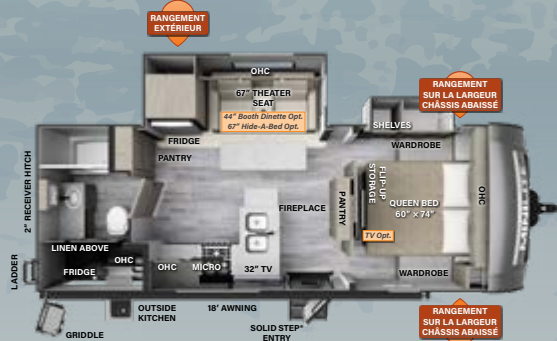 RANGEMENT
EXTÉRIEUR
OHC
67" THEATER
SEAT
44" Booth Dinette Opt.
67" Hide-A-Bed Opt.
FRIDGE
PANTRY
RANGEMENT
SUR LA LARGEUR
CHÂSSIS ABAISSÉ
SHELVES
WARDROBE
2" RECEIVER HITCH
FIREPLACE
PANTRY
FLIP-UP
STORAGE
QUEEN BED
60" × 74"
OHC
TV Opt.
LINEN ABOVE
OHC
FRIDGE
LADDER
OHC
MICRO
32" TV
WARDROBE
GRIDDLE
OUTSIDE
KITCHEN
18' AWNING
SOLID STEP®
ENTRY
RANGEMENT
SUR LA LARGEUR
CHÂSSIS ABAISSÉ